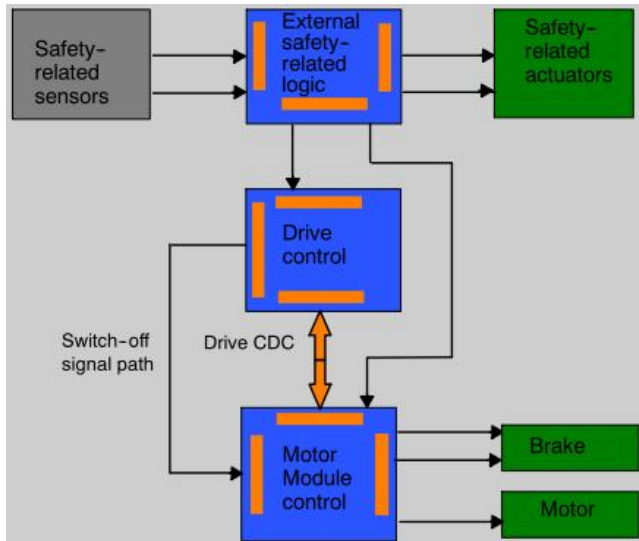 Safety-
related
sensors
External
safety-
related
logic
Safety-
related
actuators
Drive
control
Switch-off
signal path
Drive CDC
Motor
Module
control
Brake
Motor